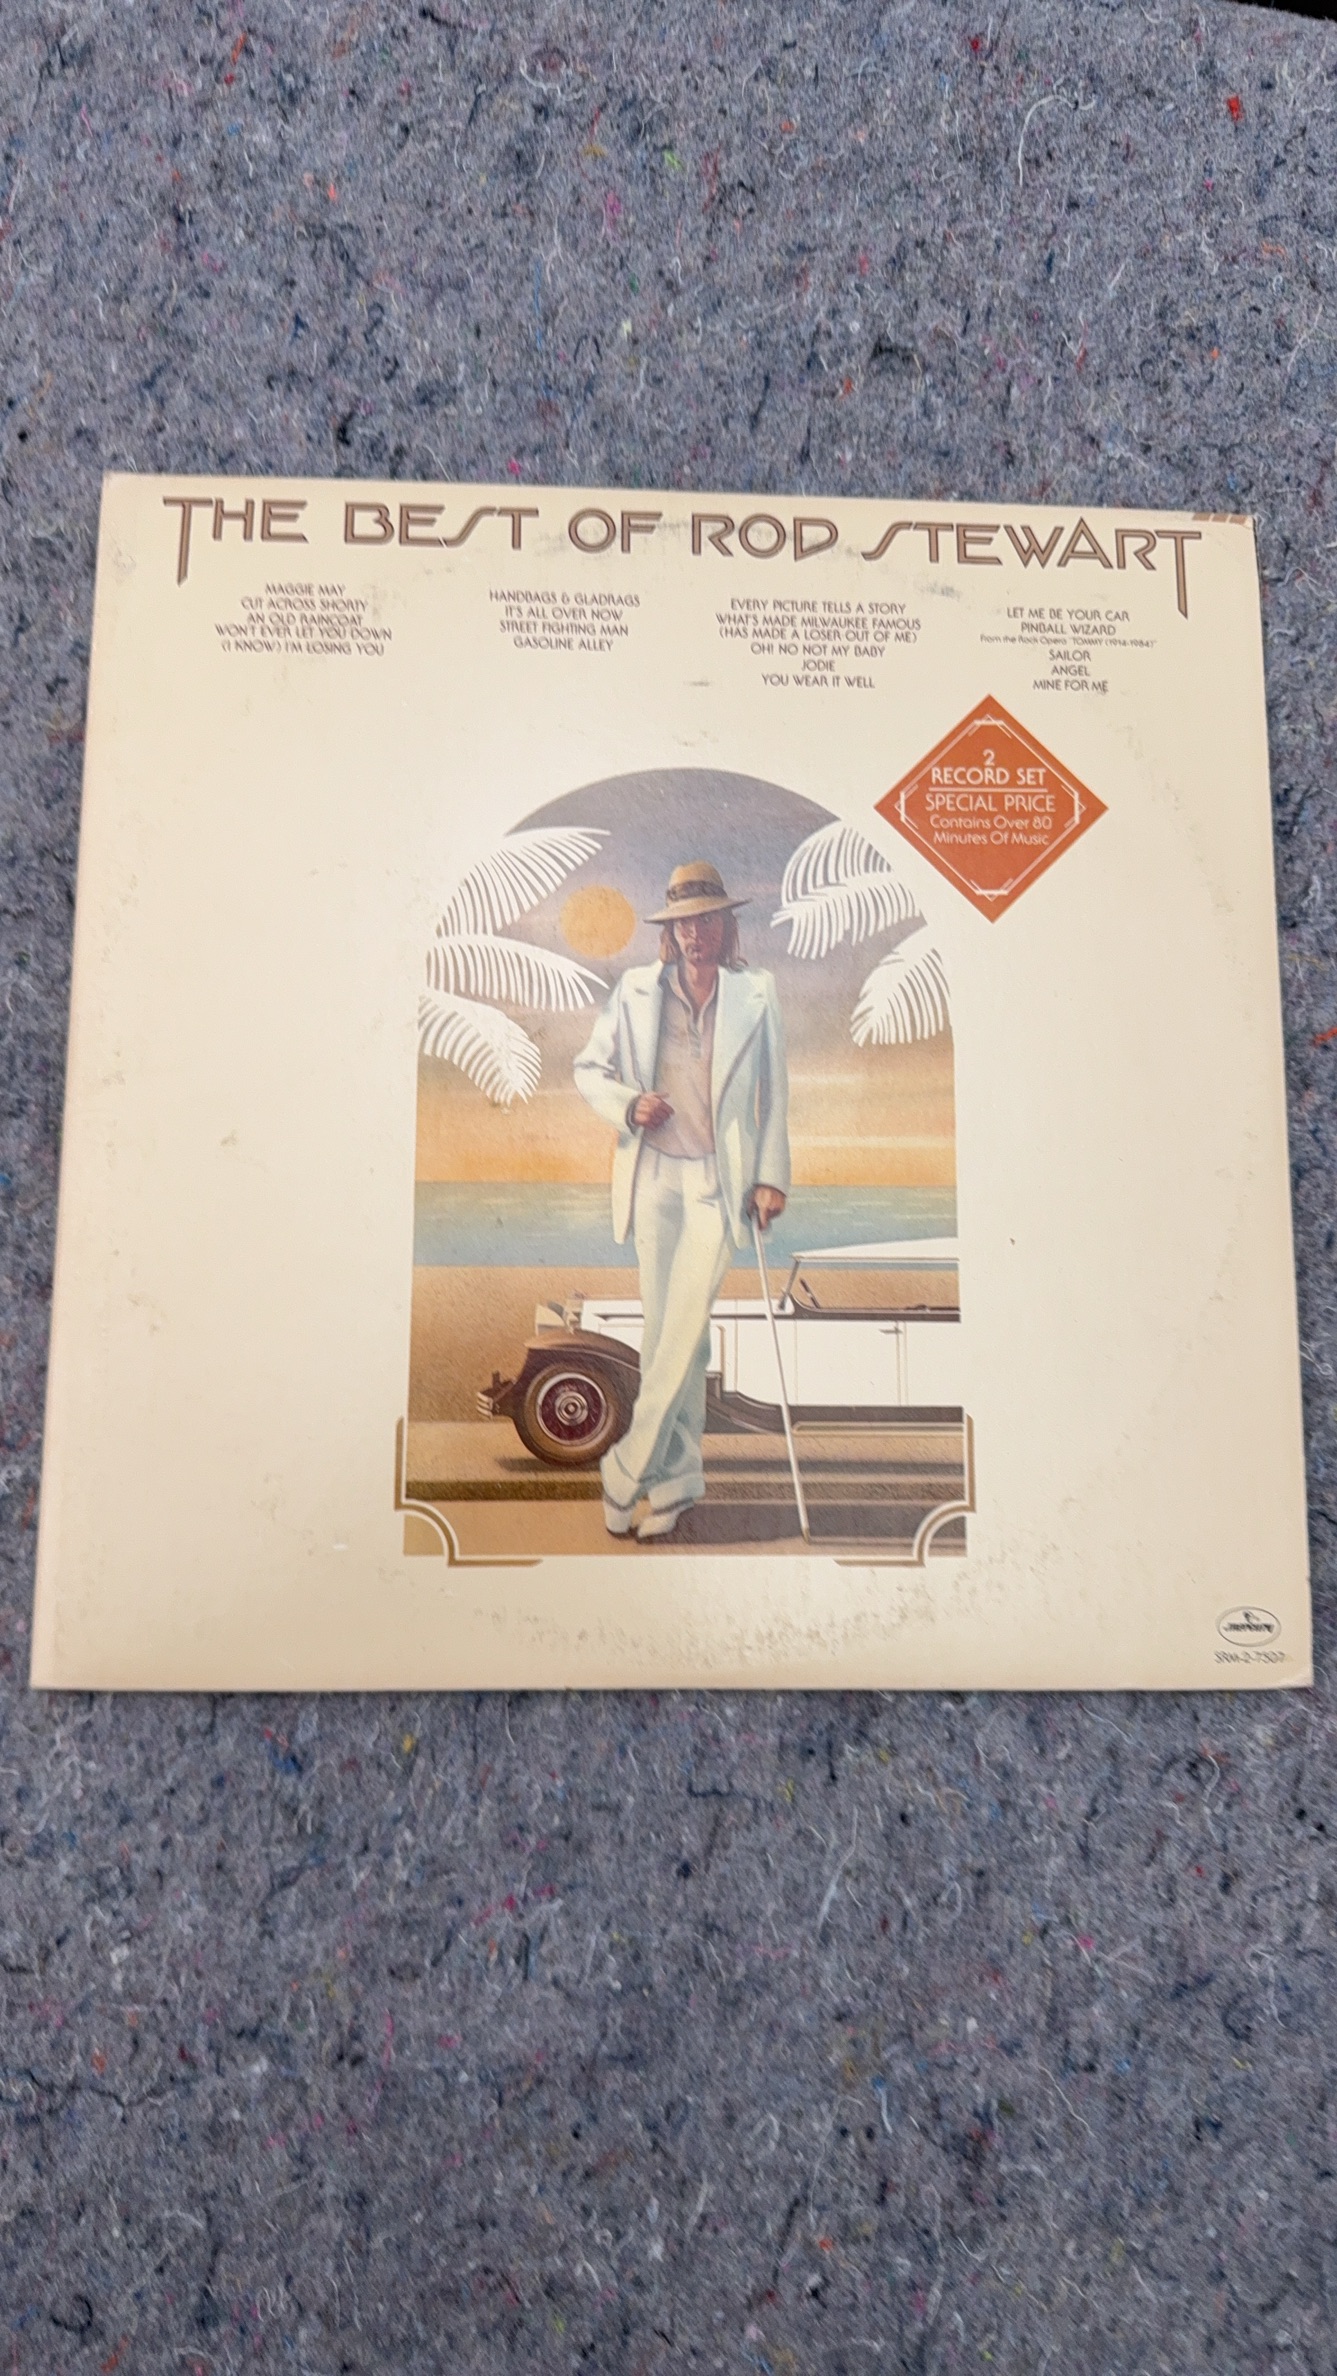 THE BEST OF ROD STEWART
MAGGIE MAY
CUT ACROSS SHORTY
AN OLD RAINCOAT
WON'T EVER LET YOU DOWN
(I KNOW) I'M LOSING YOU
HANDBAGS & GLADRAGS
IT'S ALL OVER NOW
STREET FIGHTING MAN
GASOLINE ALLEY
EVERY PICTURE TELLS A STORY
WHAT'S MADE MILWAUKEE FAMOUS
(HAS MADE A LOSER OUT OF ME)
OH! NO NOT MY BABY
JODIE
YOU WEAR IT WELL
LET ME BE YOUR CAR
PINBALL WIZARD
From the Rock Opera "TOMMY (1914-1984)"
SAILOR
ANGEL
MINE FOR ME
2
RECORD SET
SPECIAL PRICE
Contains Over 80
Minutes Of Music
mercury
SRM-2-7507